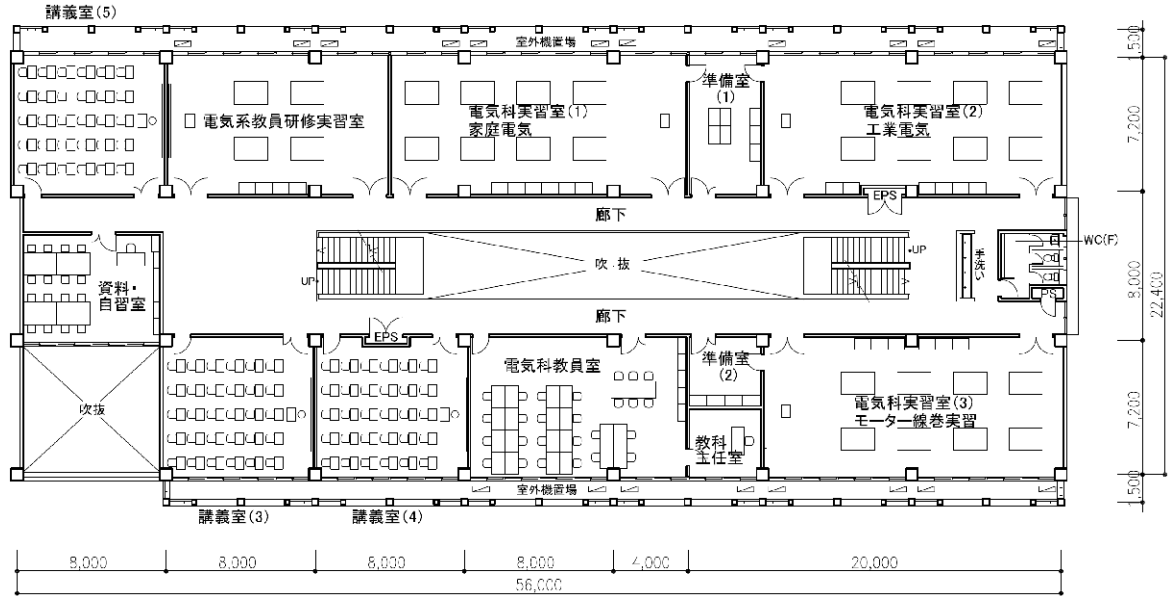 講義室(5)
室外機置場
1,500
電気系教員研修実習室
電気科実習室(1)
家庭電気
準備室
(1)
電気科実習室(2)
工業電気
7,200
EPS
廊下
WC(F)
資料・
自習室
UP
吹 抜
UP
手洗い
PS
8,000
22,400
廊下
EPS
吹抜
電気科教員室
準備室
(2)
教科
主任室
電気科実習室(3)
モーター線巻実習
7,200
室外機置場
1,500
講義室(3)
講義室(4)
8,000
8,000
8,000
8,000
4,000
20,000
56,000